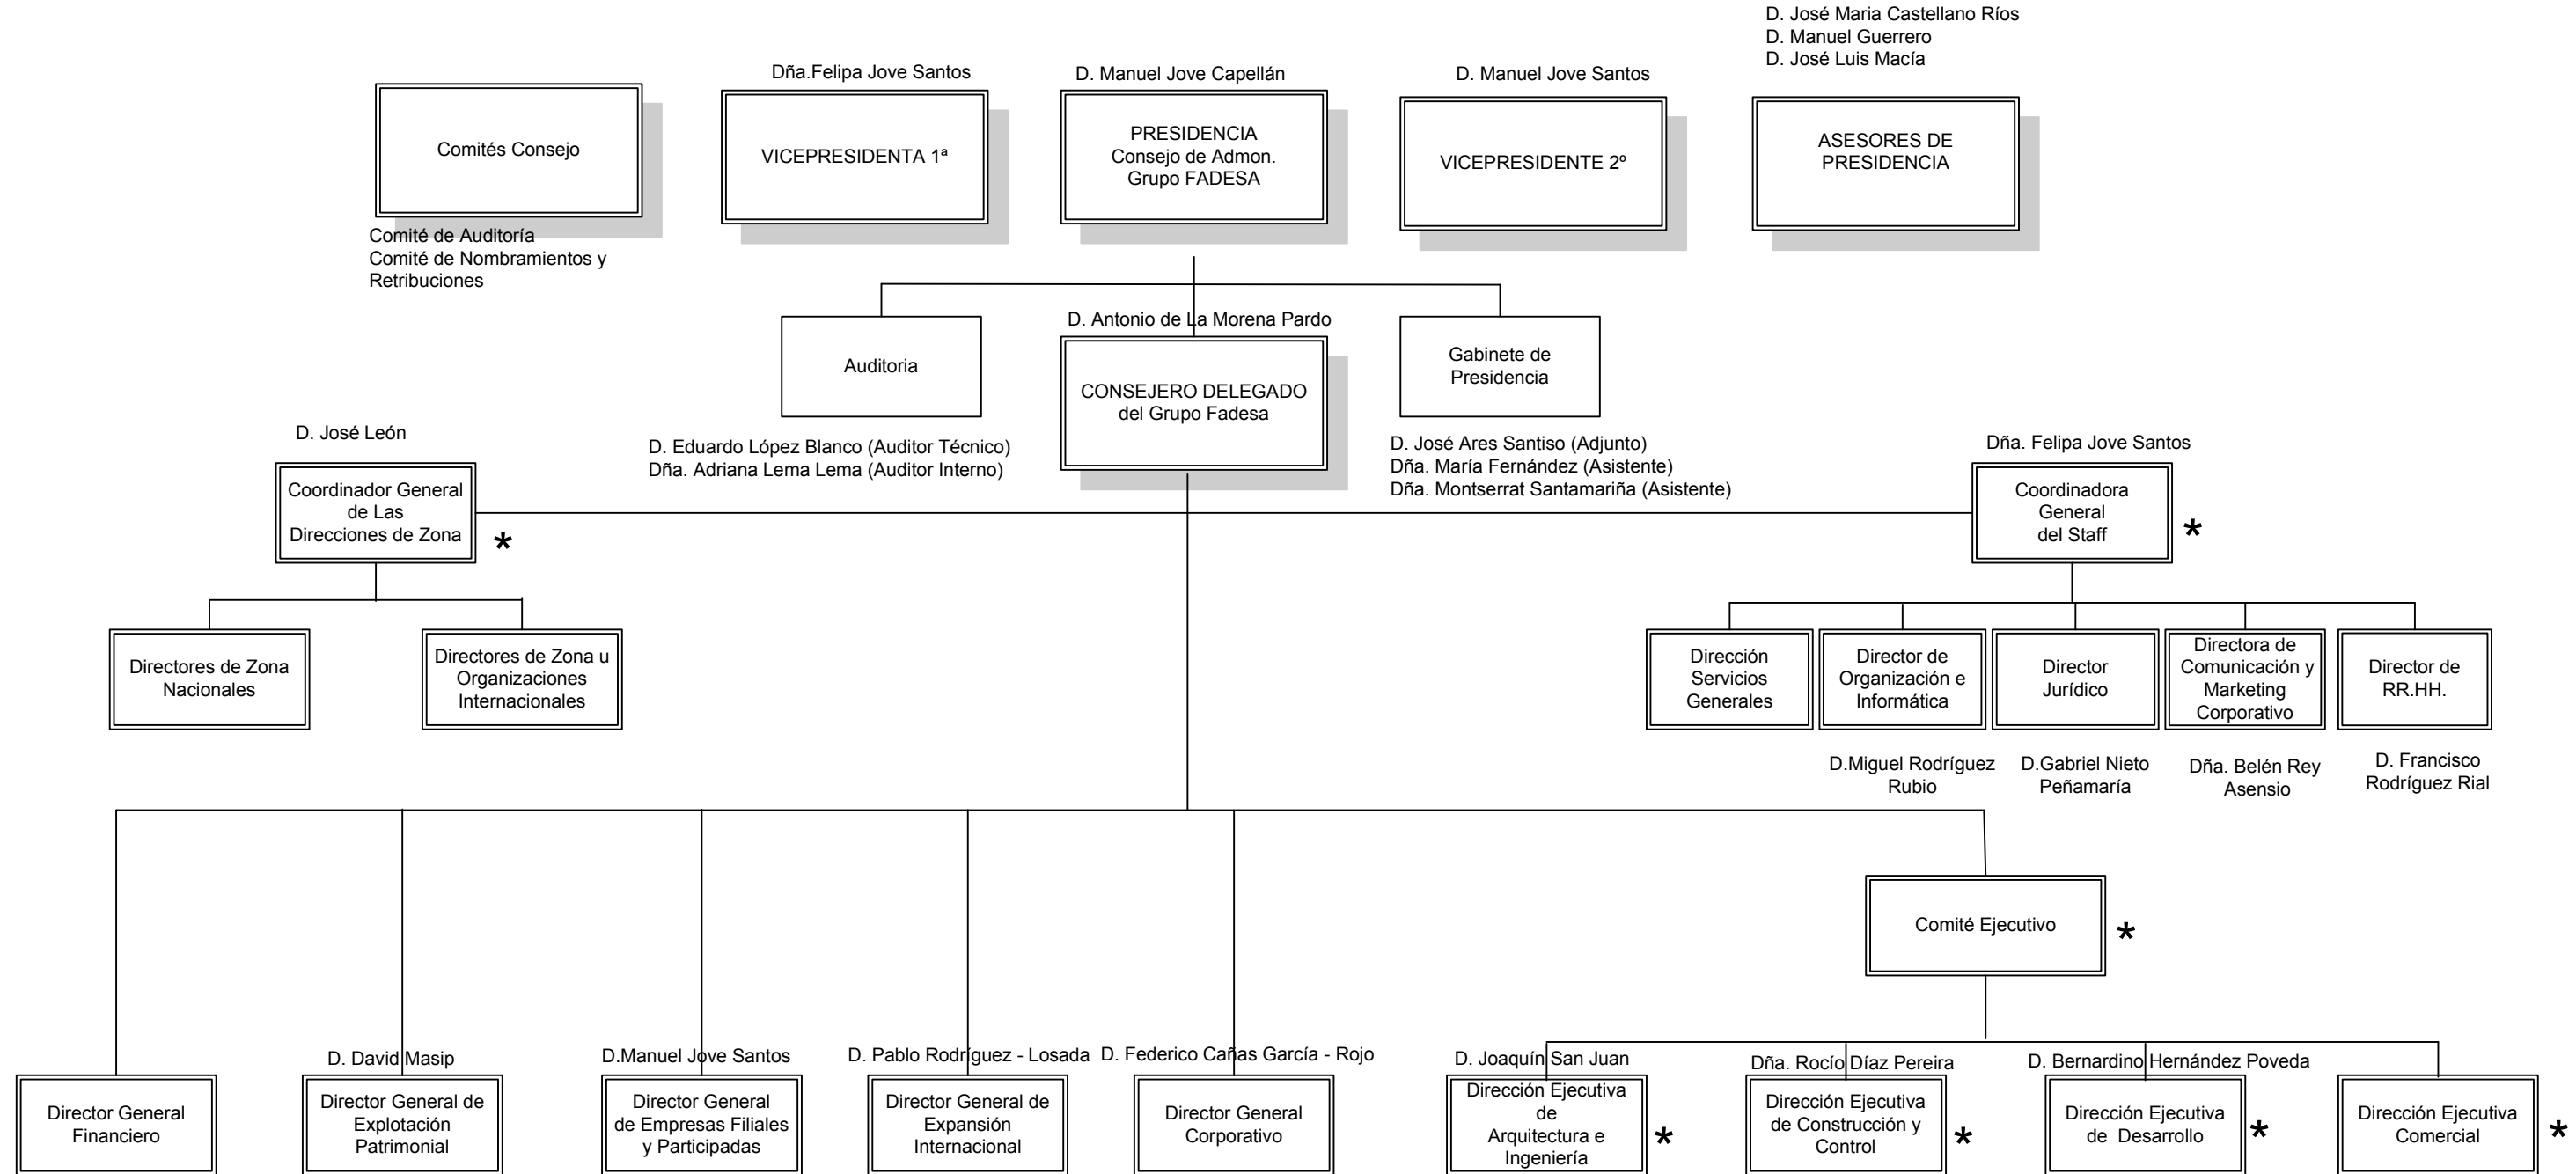 D. José Maria Castellano Ríos
D. Manuel Guerrero
D. José Luis Macía
Dña.Felipa Jove Santos
D. Manuel Jove Capellán
D. Manuel Jove Santos
Comités Consejo
VICEPRESIDENTA 1ª
PRESIDENCIA
Consejo de Admon.
Grupo FADESA
VICEPRESIDENTE 2º
ASESORES DE
PRESIDENCIA
Comité de Auditoría
Comité de Nombramientos y
Retribuciones
D. Antonio de La Morena Pardo
Auditoria
CONSEJERO DELEGADO
del Grupo Fadesa
Gabinete de
Presidencia
D. Eduardo López Blanco (Auditor Técnico)
Dña. Adriana Lema Lema (Auditor Interno)
D. José Ares Santiso (Adjunto)
Dña. María Fernández (Asistente)
Dña. Montserrat Santamariña (Asistente)
D. José León
Coordinador General
de Las
Direcciones de Zona
*
Dña. Felipa Jove Santos
Coordinadora
General
del Staff
*
Directores de Zona
Nacionales
Directores de Zona u
Organizaciones
Internacionales
Dirección
Servicios
Generales
Director de
Organización e
Informática
Director
Jurídico
Directora de
Comunicación y
Marketing
Corporativo
Director de
RR.HH.
D.Miguel Rodríguez
Rubio
D.Gabriel Nieto
Peñamaría
Dña. Belén Rey
Asensio
D. Francisco
Rodríguez Rial
Comité Ejecutivo
*
Director General
Financiero
D. David Masip
Director General de
Explotación
Patrimonial
D.Manuel Jove Santos
Director General
de Empresas Filiales
y Participadas
D. Pablo Rodríguez - Losada
Director General de
Expansión
Internacional
D. Federico Cañas García - Rojo
Director General
Corporativo
D. Joaquín San Juan
Dirección Ejecutiva
de
Arquitectura e
Ingeniería
*
Dña. Rocío Díaz Pereira
Dirección Ejecutiva
de Construcción y
Control
*
D. Bernardino Hernández Poveda
Dirección Ejecutiva
de Desarrollo
*
Dirección Ejecutiva
Comercial
*